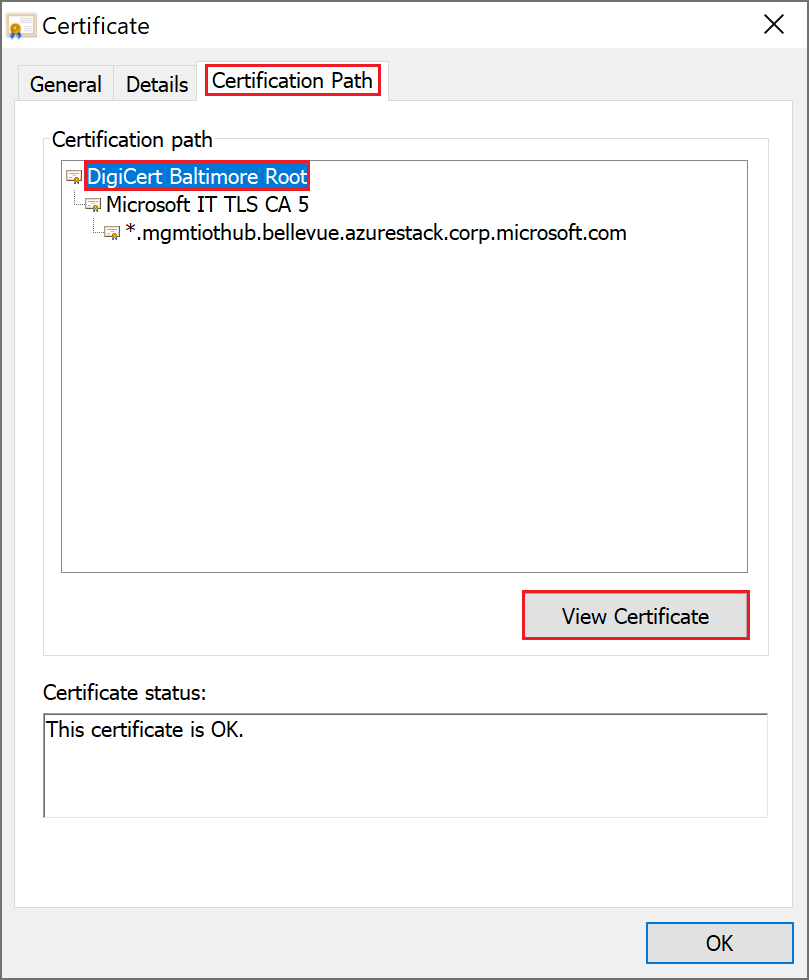 Certificate
General
Details
Certification Path
Certification path
DigiCert Baltimore Root
Microsoft IT TLS CA 5
*.mgmtiothub.bellevue.azurestack.corp.microsoft.com
View Certificate
Certificate status:
This certificate is OK.
OK